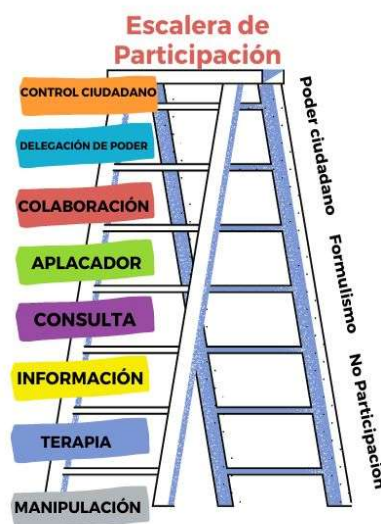 Escalera de
Participación
CONTROL CIUDADANO
DELEGACIÓN DE PODER
COLABORACIÓN
APLACADOR
CONSULTA
INFORMACIÓN
TERAPIA
MANIPULACIÓN
Poder ciudadano
Formulismo
No Participación